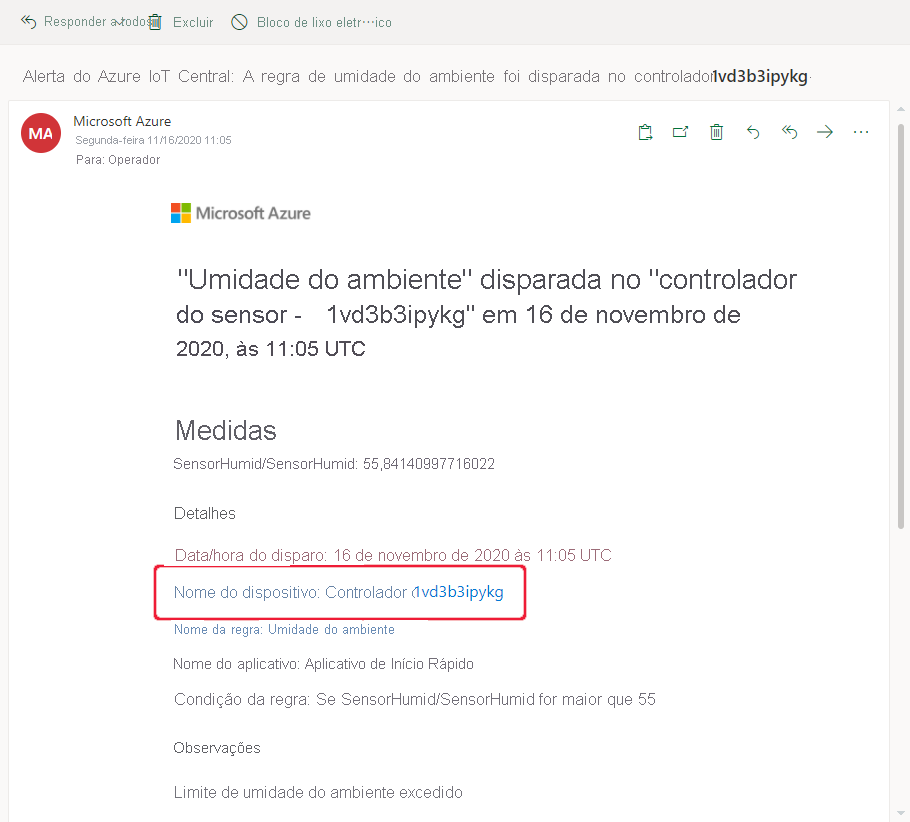 Responder a todos Excluir Bloco de lixo eletr···ico
Alerta do Azure IoT Central: A regra de umidade do ambiente foi disparada no controlador 1vd3b3ipykg.
MA
Microsoft Azure
Segunda-feira 11/16/2020 11:05
Para: Operador
Microsoft Azure
"Umidade do ambiente" disparada no "controlador
do sensor - 1vd3b3ipykg" em 16 de novembro de
2020, às 11:05 UTC
Medidas
SensorHumid/SensorHumid: 55,84140997716022
Detalhes
Data/hora do disparo: 16 de novembro de 2020 às 11:05 UTC
Nome do dispositivo: Controlador 1vd3b3ipykg
Nome da regra: Umidade do ambiente
Nome do aplicativo: Aplicativo de Início Rápido
Condição da regra: Se SensorHumid/SensorHumid for maior que 55
Observações
Limite de umidade do ambiente excedido